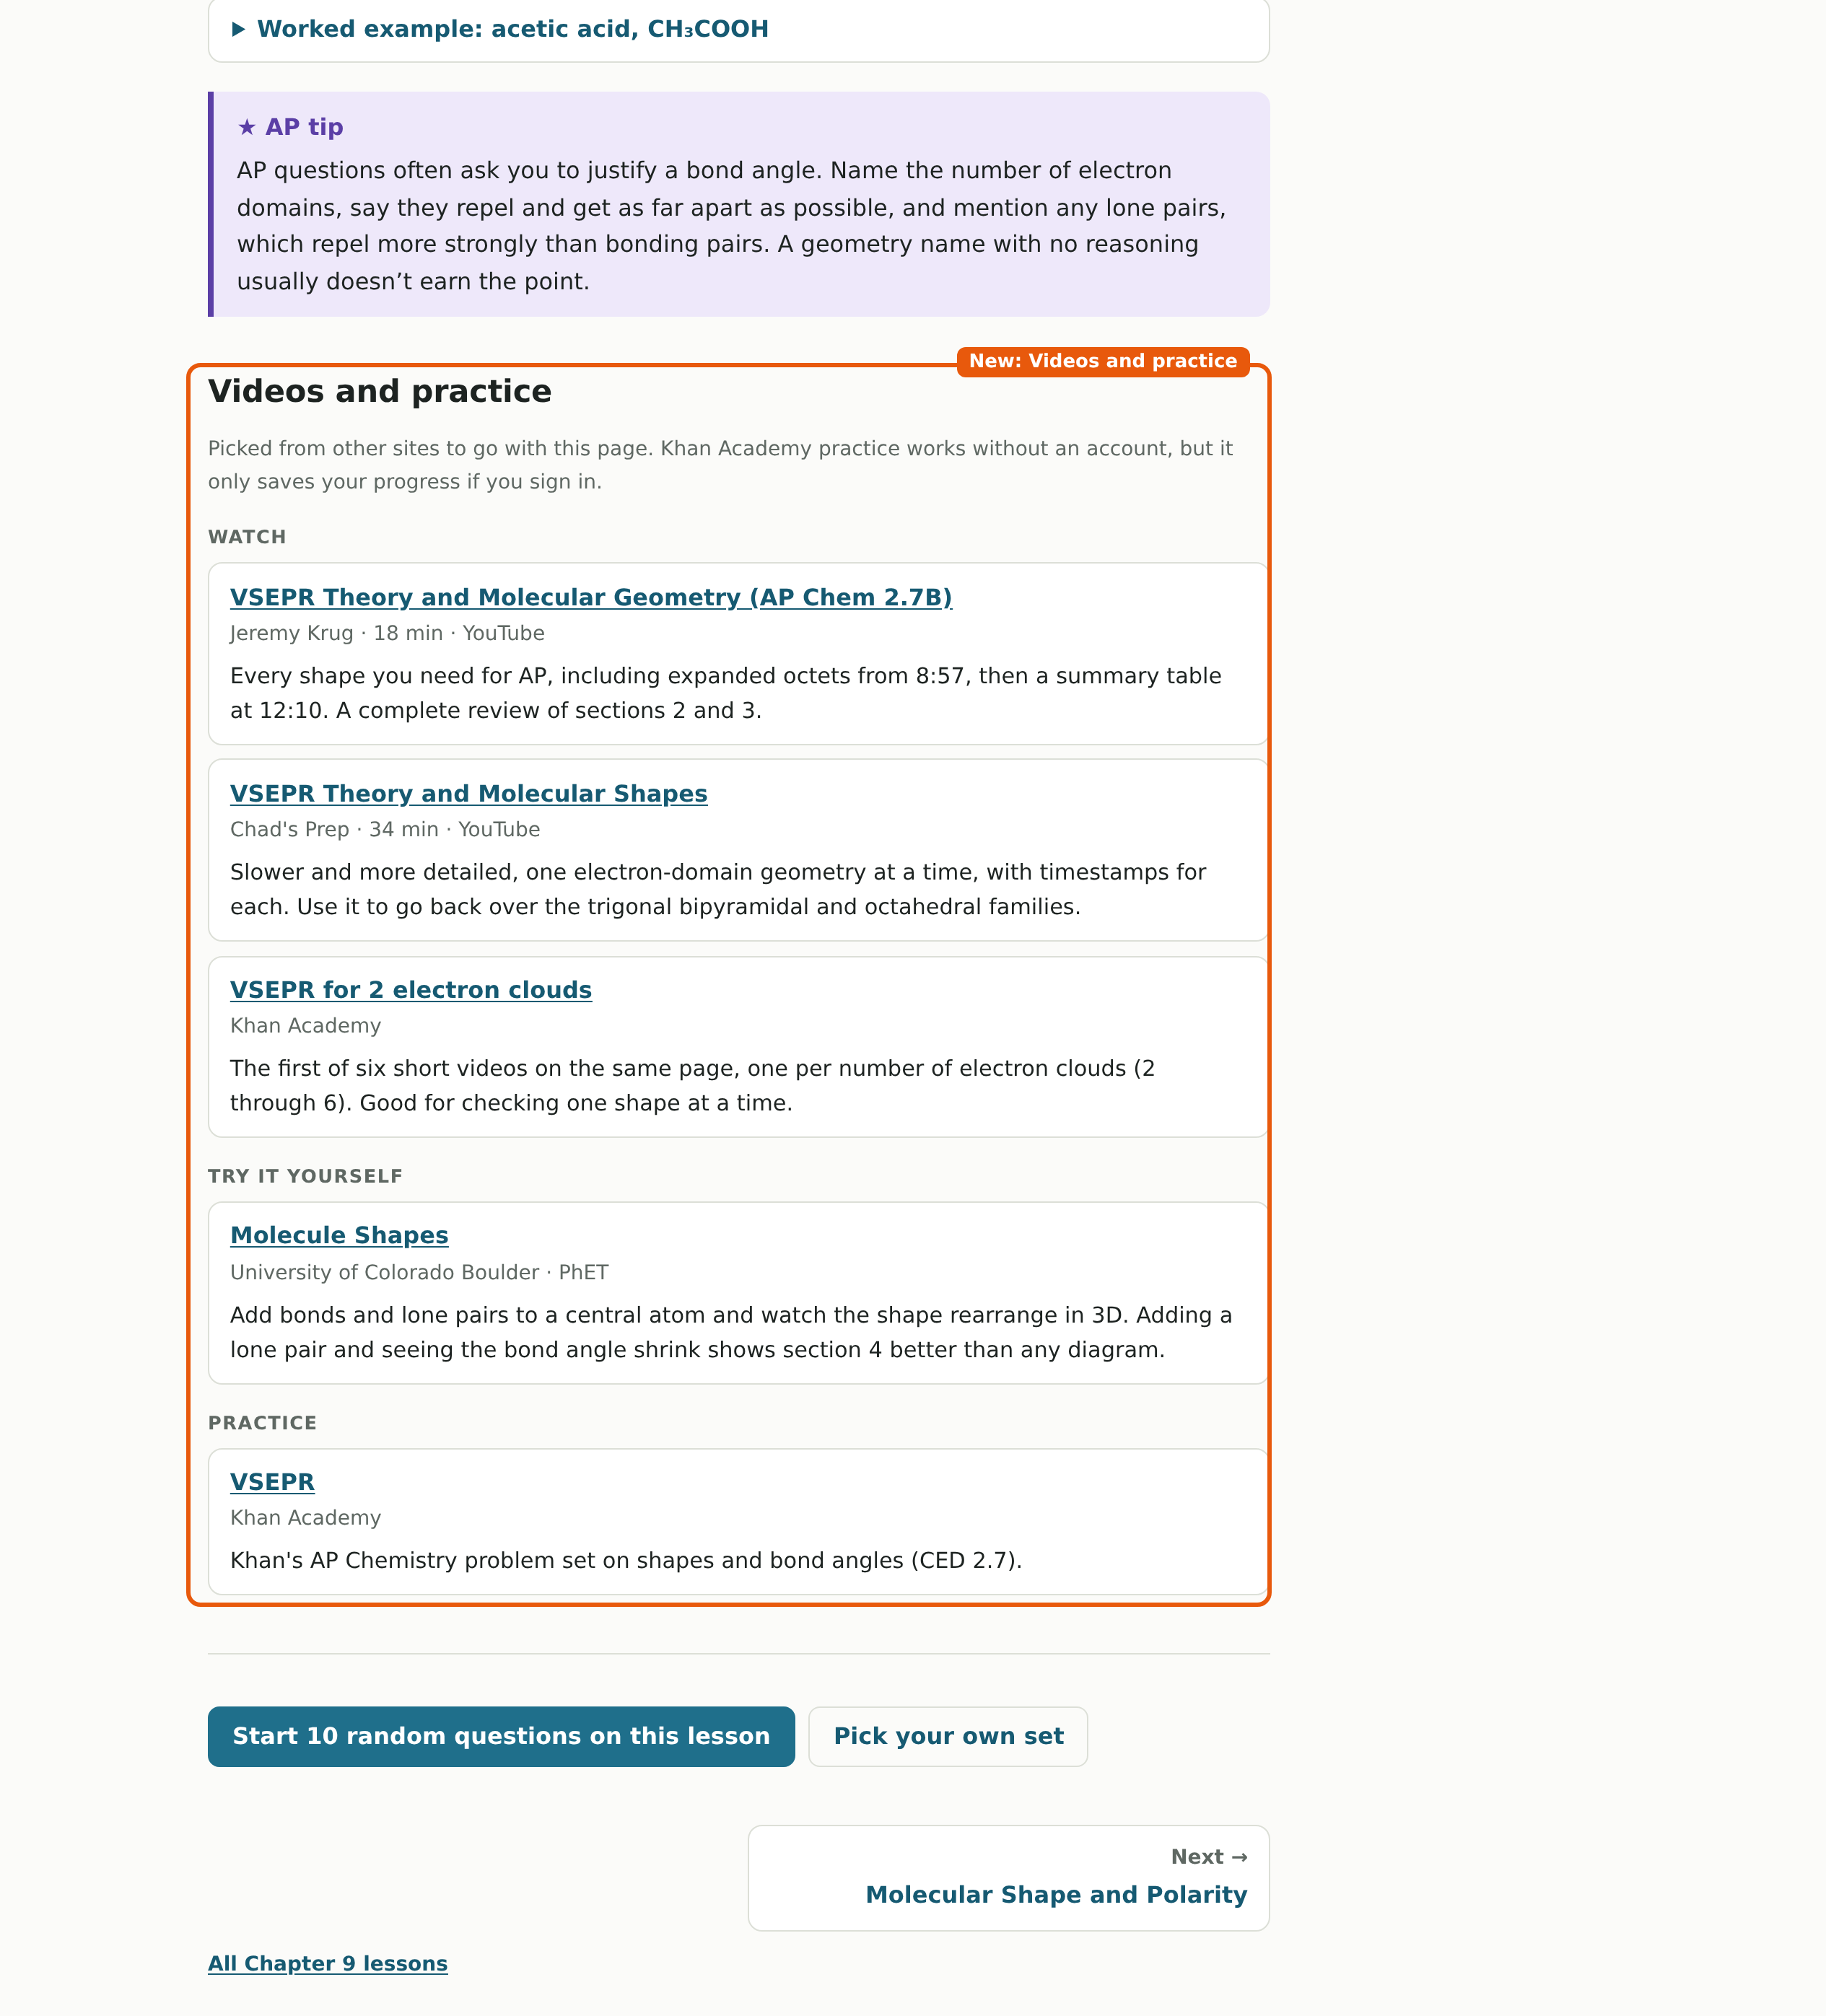 ▶ Worked example: acetic acid, CH₃COOH
★ AP tip
AP questions often ask you to justify a bond angle. Name the number of electron
domains, say they repel and get as far apart as possible, and mention any lone pairs,
which repel more strongly than bonding pairs. A geometry name with no reasoning
usually doesn’t earn the point.
New: Videos and practice
Videos and practice
Picked from other sites to go with this page. Khan Academy practice works without an account, but it
only saves your progress if you sign in.
WATCH
VSEPR Theory and Molecular Geometry (AP Chem 2.7B)
Jeremy Krug · 18 min · YouTube
Every shape you need for AP, including expanded octets from 8:57, then a summary table
at 12:10. A complete review of sections 2 and 3.
VSEPR Theory and Molecular Shapes
Chad's Prep · 34 min · YouTube
Slower and more detailed, one electron-domain geometry at a time, with timestamps for
each. Use it to go back over the trigonal bipyramidal and octahedral families.
VSEPR for 2 electron clouds
Khan Academy
The first of six short videos on the same page, one per number of electron clouds (2
through 6). Good for checking one shape at a time.
TRY IT YOURSELF
Molecule Shapes
University of Colorado Boulder · PhET
Add bonds and lone pairs to a central atom and watch the shape rearrange in 3D. Adding a
lone pair and seeing the bond angle shrink shows section 4 better than any diagram.
PRACTICE
VSEPR
Khan Academy
Khan's AP Chemistry problem set on shapes and bond angles (CED 2.7).
Start 10 random questions on this lesson
Pick your own set
Next →
Molecular Shape and Polarity
All Chapter 9 lessons